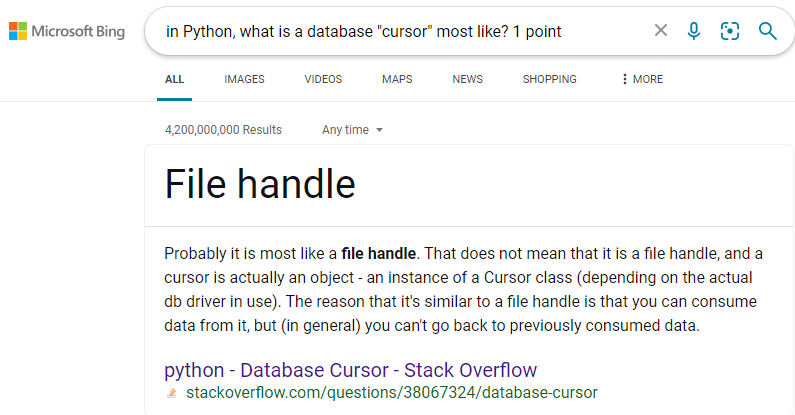 Microsoft Bing
in Python, what is a database "cursor" most like? 1 point
ALL IMAGES VIDEOS MAPS NEWS SHOPPING MORE
4,200,000,000 Results Any time
File handle
Probably it is most like a file handle. That does not mean that it is a file handle, and a
cursor is actually an object - an instance of a Cursor class (depending on the actual
db driver in use). The reason that it's similar to a file handle is that you can consume
data from it, but (in general) you can't go back to previously consumed data.
python - Database Cursor - Stack Overflow
stackoverflow.com/questions/38067324/database-cursor